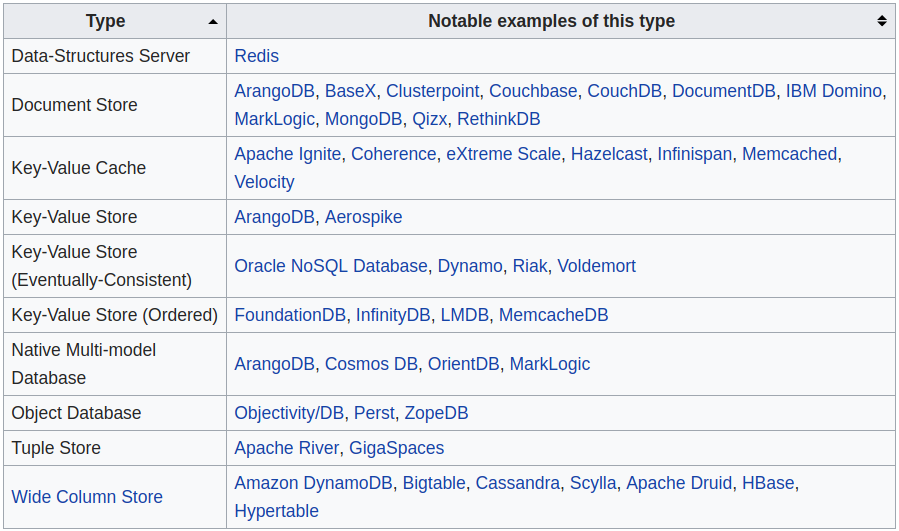 Type Notable examples of this type
Data-Structures Server Redis
Document Store ArangoDB, BaseX, Clusterpoint, Couchbase, CouchDB, DocumentDB, IBM Domino,
MarkLogic, MongoDB, Qizx, RethinkDB
Key-Value Cache Apache Ignite, Coherence, eXtreme Scale, Hazelcast, Infinispan, Memcached,
Velocity
Key-Value Store ArangoDB, Aerospike
Key-Value Store
(Eventually-Consistent) Oracle NoSQL Database, Dynamo, Riak, Voldemort
Key-Value Store (Ordered) FoundationDB, InfinityDB, LMDB, MemcacheDB
Native Multi-model
Database ArangoDB, Cosmos DB, OrientDB, MarkLogic
Object Database Objectivity/DB, Perst, ZopeDB
Tuple Store Apache River, GigaSpaces
Wide Column Store Amazon DynamoDB, Bigtable, Cassandra, Scylla, Apache Druid, HBase,
Hypertable